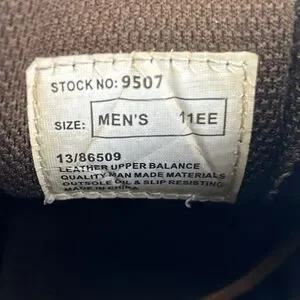 STOCK NO: 9507
SIZE: MEN'S 11EE
13/86509
LEATHER UPPER BALANCE
QUALITY MAN MADE MATERIALS
OUTSOLE OIL & SLIP RESISTING
MADE IN CHINA